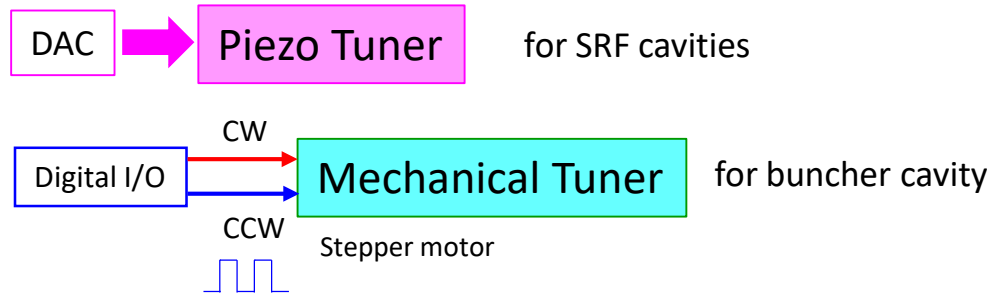 DAC
Piezo Tuner
for SRF cavities
CW
Digital I/O
Mechanical Tuner
for buncher cavity
CCW
Stepper motor